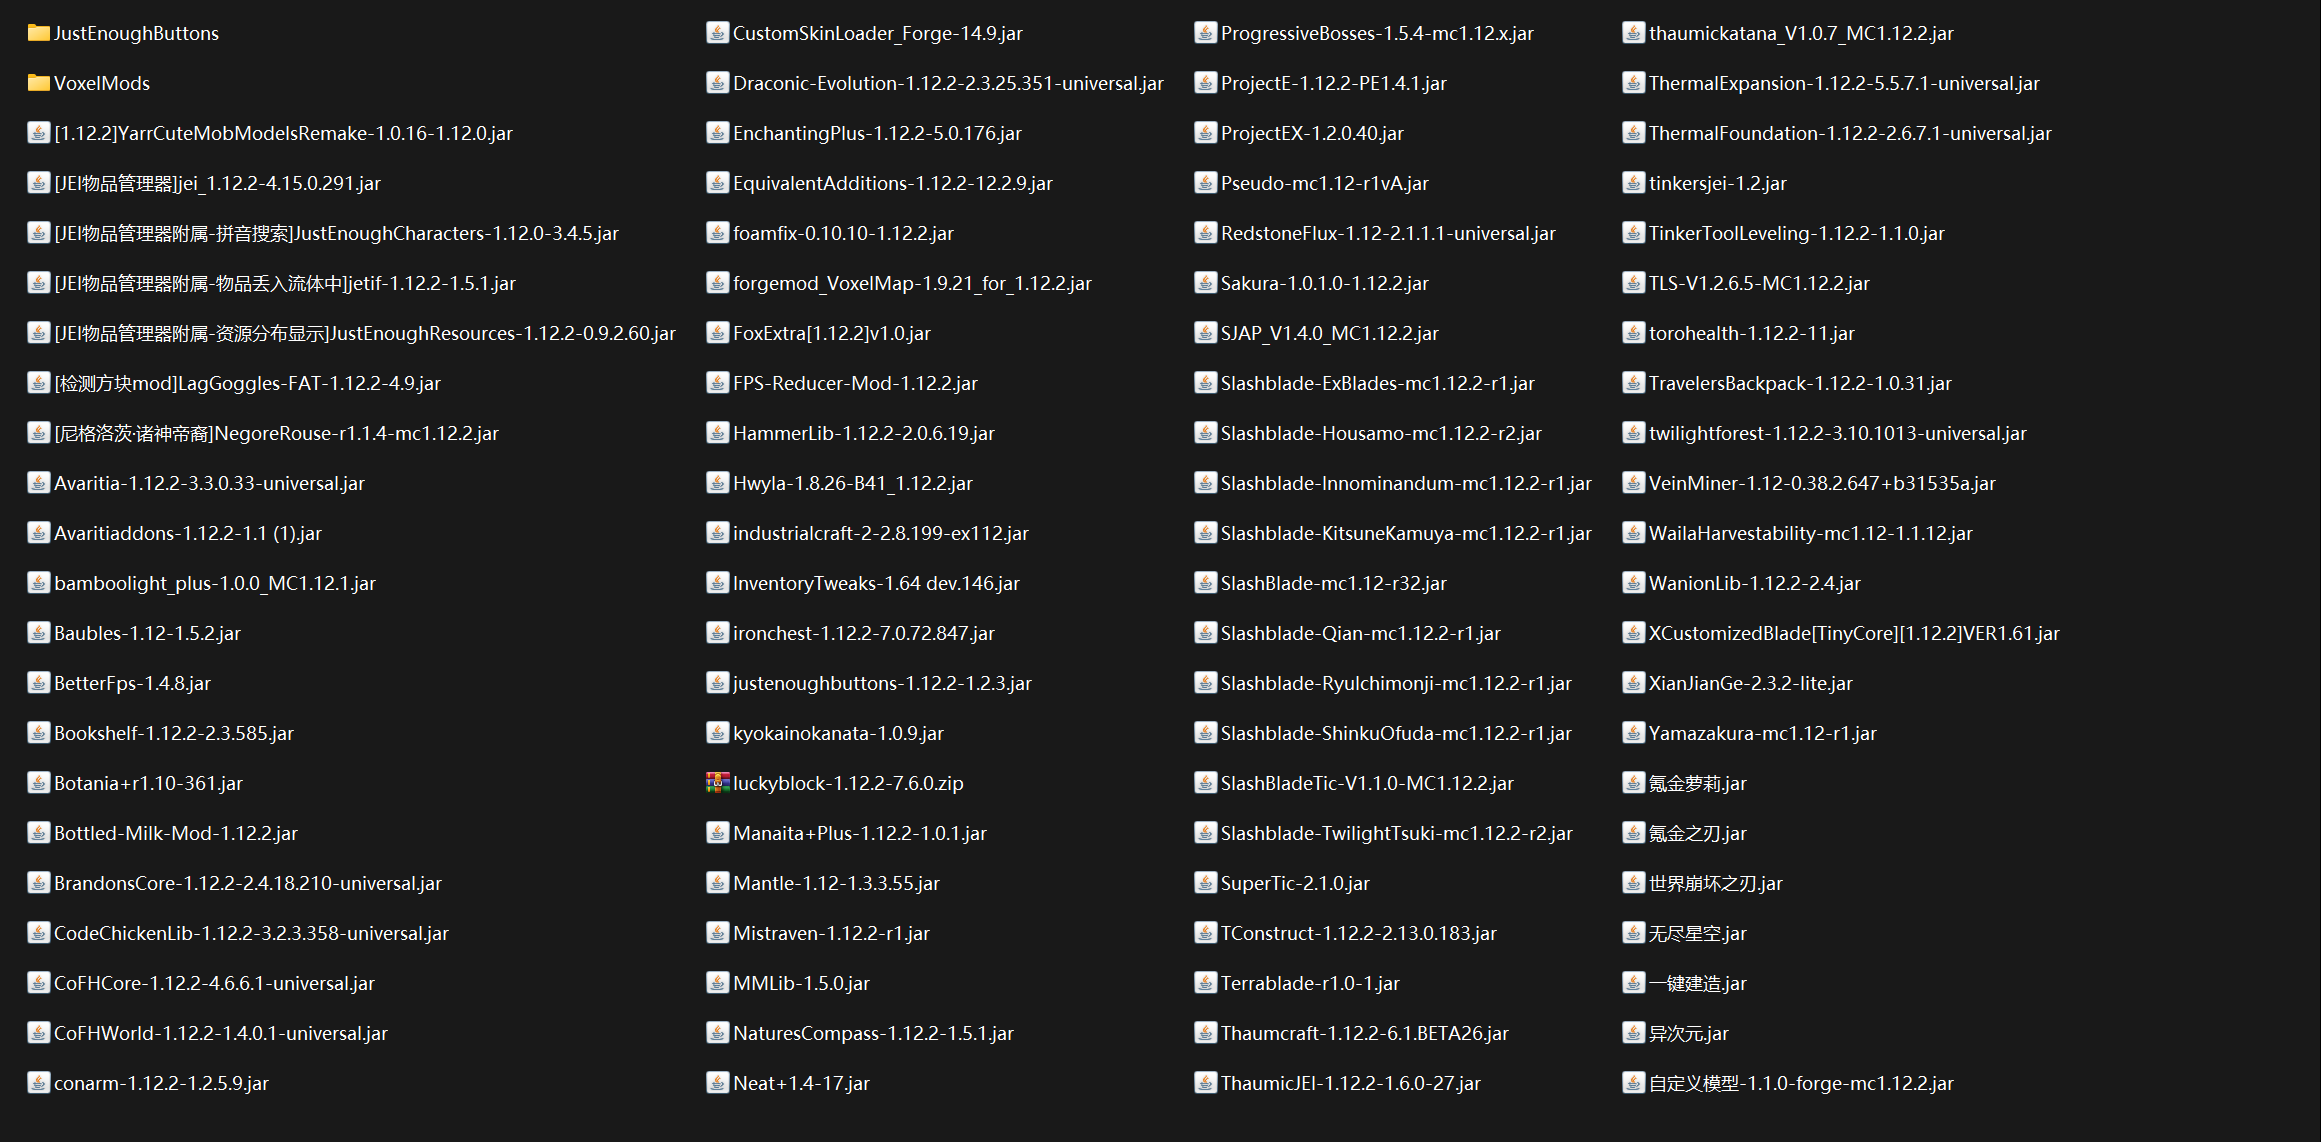 JustEnoughButtons
VoxelMods
[1.12.2]YarrCuteMobModelsRemake-1.0.16-1.12.0.jar
[JEI物品管理器]jei_1.12.2-4.15.0.291.jar
[JEI物品管理器附属-拼音搜索]JustEnoughCharacters-1.12.0-3.4.5.jar
[JEI物品管理器附属-物品丢入流体中]jetif-1.12.2-1.5.1.jar
[JEI物品管理器附属-资源分布显示]JustEnoughResources-1.12.2-0.9.2.60.jar
[检测方块mod]LagGoggles-FAT-1.12.2-4.9.jar
[尼格洛茨·诸神帝裔]NegoreRouse-r1.1.4-mc1.12.2.jar
Avaritia-1.12.2-3.3.0.33-universal.jar
Avaritiaddons-1.12.2-1.1 (1).jar
bamboolight_plus-1.0.0_MC1.12.1.jar
Baubles-1.12-1.5.2.jar
BetterFps-1.4.8.jar
Bookshelf-1.12.2-2.3.585.jar
Botania+r1.10-361.jar
Bottled-Milk-Mod-1.12.2.jar
BrandonsCore-1.12.2-2.4.18.210-universal.jar
CodeChickenLib-1.12.2-3.2.3.358-universal.jar
CoFHCore-1.12.2-4.6.6.1-universal.jar
CoFHWorld-1.12.2-1.4.0.1-universal.jar
conarm-1.12.2-1.2.5.9.jar
CustomSkinLoader_Forge-14.9.jar
Draconic-Evolution-1.12.2-2.3.25.351-universal.jar
EnchantingPlus-1.12.2-5.0.176.jar
EquivalentAdditions-1.12.2-12.2.9.jar
foamfix-0.10.10-1.12.2.jar
forgemod_VoxelMap-1.9.21_for_1.12.2.jar
FoxExtra[1.12.2]v1.0.jar
FPS-Reducer-Mod-1.12.2.jar
HammerLib-1.12.2-2.0.6.19.jar
Hwyla-1.8.26-B41_1.12.2.jar
industrialcraft-2-2.8.199-ex112.jar
InventoryTweaks-1.64 dev.146.jar
ironchest-1.12.2-7.0.72.847.jar
justenoughbuttons-1.12.2-1.2.3.jar
kyokainokanata-1.0.9.jar
luckyblock-1.12.2-7.6.0.zip
Manaita+Plus-1.12.2-1.0.1.jar
Mantle-1.12-1.3.3.55.jar
Mistraven-1.12.2-r1.jar
MMLib-1.5.0.jar
NaturesCompass-1.12.2-1.5.1.jar
Neat+1.4-17.jar
ProgressiveBosses-1.5.4-mc1.12.x.jar
ProjectE-1.12.2-PE1.4.1.jar
ProjectEX-1.2.0.40.jar
Pseudo-mc1.12-r1vA.jar
RedstoneFlux-1.12-2.1.1.1-universal.jar
Sakura-1.0.1.0-1.12.2.jar
SJAP_V1.4.0_MC1.12.2.jar
Slashblade-ExBlades-mc1.12.2-r1.jar
Slashblade-Housamo-mc1.12.2-r2.jar
Slashblade-Innominandum-mc1.12.2-r1.jar
Slashblade-KitsuneKamuya-mc1.12.2-r1.jar
SlashBlade-mc1.12-r32.jar
Slashblade-Qian-mc1.12.2-r1.jar
Slashblade-RyuIchimonji-mc1.12.2-r1.jar
Slashblade-ShinkuOfuda-mc1.12.2-r1.jar
SlashBladeTic-V1.1.0-MC1.12.2.jar
Slashblade-TwilightTsuki-mc1.12.2-r2.jar
SuperTic-2.1.0.jar
TConstruct-1.12.2-2.13.0.183.jar
Terrablade-r1.0-1.jar
Thaumcraft-1.12.2-6.1.BETA26.jar
ThaumicJEI-1.12.2-1.6.0-27.jar
thaumickatana_V1.0.7_MC1.12.2.jar
ThermalExpansion-1.12.2-5.5.7.1-universal.jar
ThermalFoundation-1.12.2-2.6.7.1-universal.jar
tinkersjei-1.2.jar
TinkerToolLeveling-1.12.2-1.1.0.jar
TLS-V1.2.6.5-MC1.12.2.jar
torohealth-1.12.2-11.jar
TravelersBackpack-1.12.2-1.0.31.jar
twilightforest-1.12.2-3.10.1013-universal.jar
VeinMiner-1.12-0.38.2.647+b31535a.jar
WailaHarvestability-mc1.12-1.1.12.jar
WanionLib-1.12.2-2.4.jar
XCustomizedBlade[TinyCore][1.12.2]VER1.61.jar
XianJianGe-2.3.2-lite.jar
Yamazakura-mc1.12-r1.jar
氪金萝莉.jar
氪金之刃.jar
世界崩坏之刃.jar
无尽星空.jar
一键建造.jar
异次元.jar
自定义模型-1.1.0-forge-mc1.12.2.jar